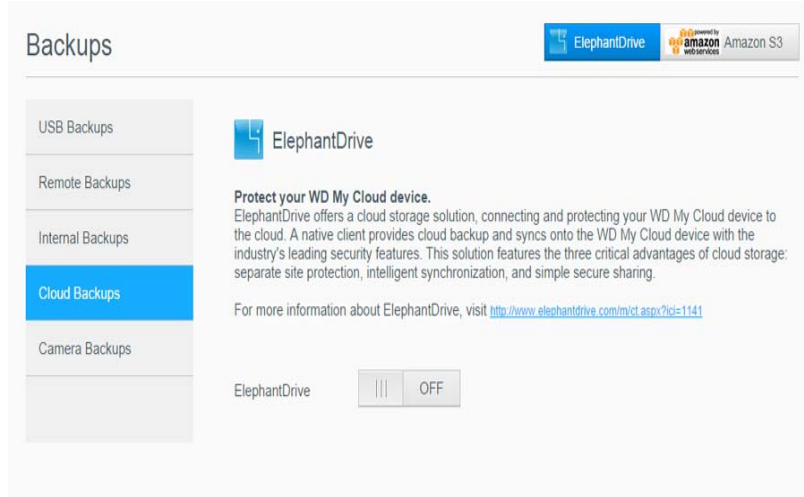 Backups
ElephantDrive
powered by
amazon
webservices
Amazon S3
USB Backups
Remote Backups
Internal Backups
Cloud Backups
Camera Backups
ElephantDrive
Protect your WD My Cloud device.
ElephantDrive offers a cloud storage solution, connecting and protecting your WD My Cloud device to
the cloud. A native client provides cloud backup and syncs onto the WD My Cloud device with the
industry's leading security features. This solution features the three critical advantages of cloud storage:
separate site protection, intelligent synchronization, and simple secure sharing.
For more information about ElephantDrive, visit http://www.elephantdrive.com/m/ct.aspx?ici=1141
ElephantDrive
OFF